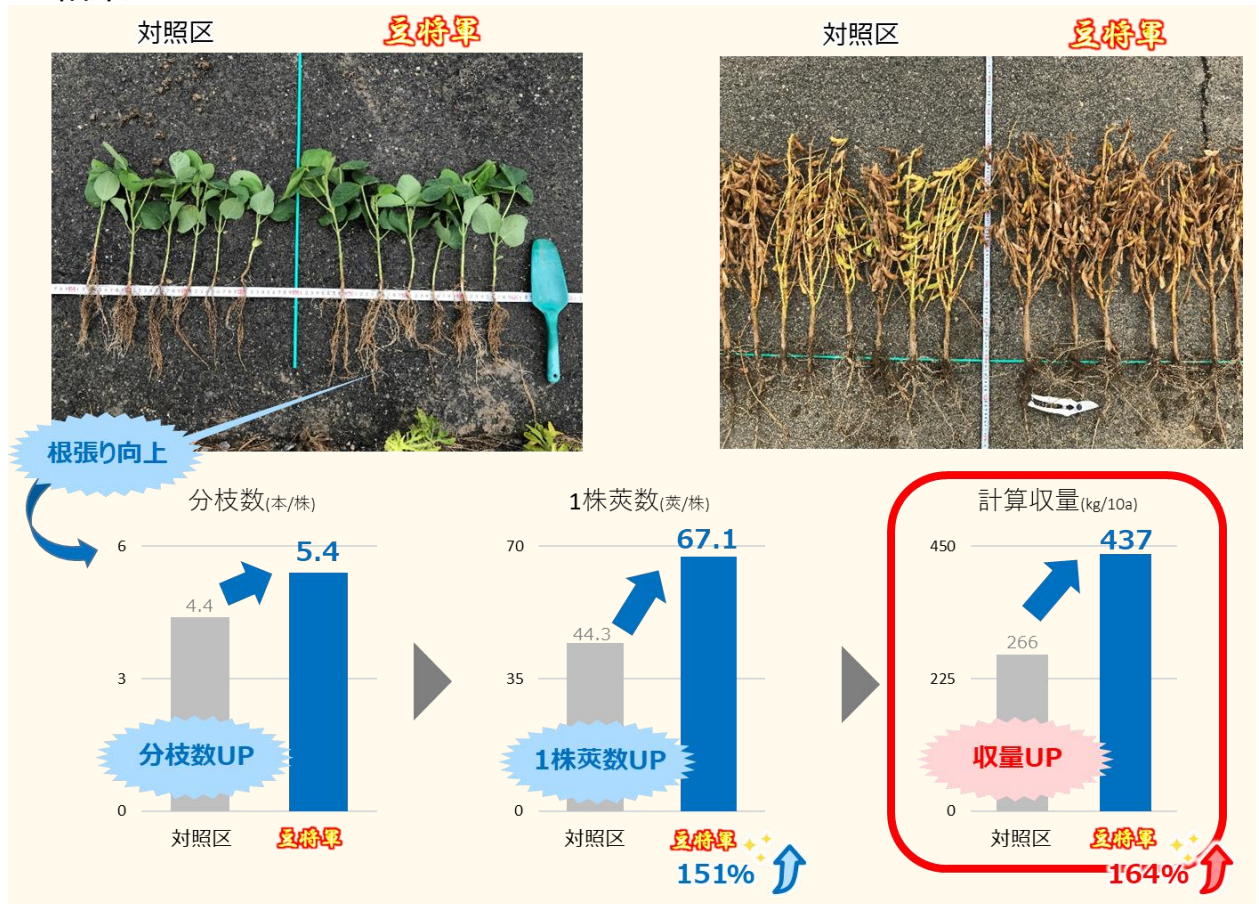 対照区
豆将軍
対照区
豆将軍
根張り向上
分枝数(本/株)
6
3
0
4.4
5.4
分枝数UP
対照区
豆将軍
1株莢数(莢/株)
70
35
0
44.3
67.1
1株莢数UP
対照区
豆将軍
151%
計算収量(kg/10a)
450
225
0
266
437
収量UP
対照区
豆将軍
164%